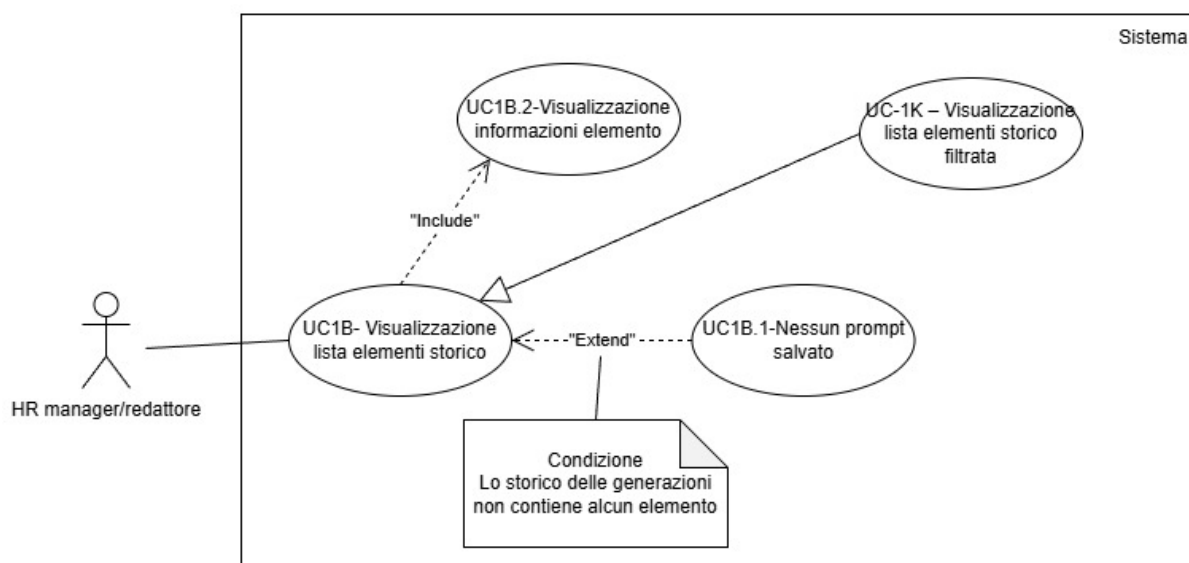 Sistema
UC1B.2-Visualizzazione
informazioni elemento
UC-1K – Visualizzazione
lista elementi storico
filtrata
"Include"
UC1B- Visualizzazione
lista elementi storico
"Extend"
UC1B.1-Nessun prompt
salvato
HR manager/redattore
Condizione
Lo storico delle generazioni
non contiene alcun elemento